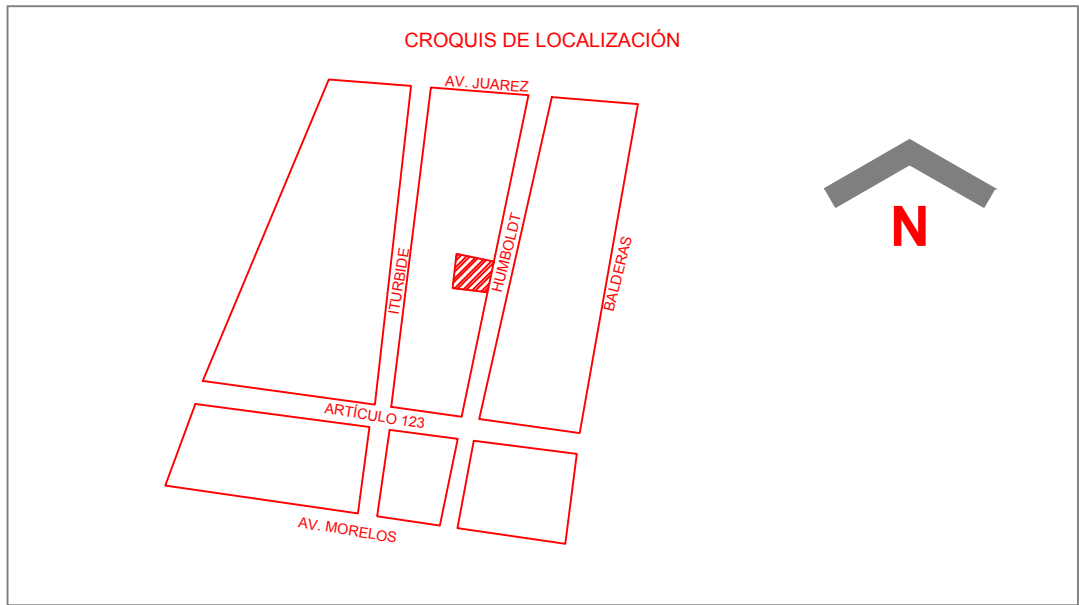 CROQUIS DE LOCALIZACIÓN
AV. JUAREZ
N
HUMBOLDT
ITURBIDE
BALDERAS
ARTÍCULO 123
AV. MORELOS